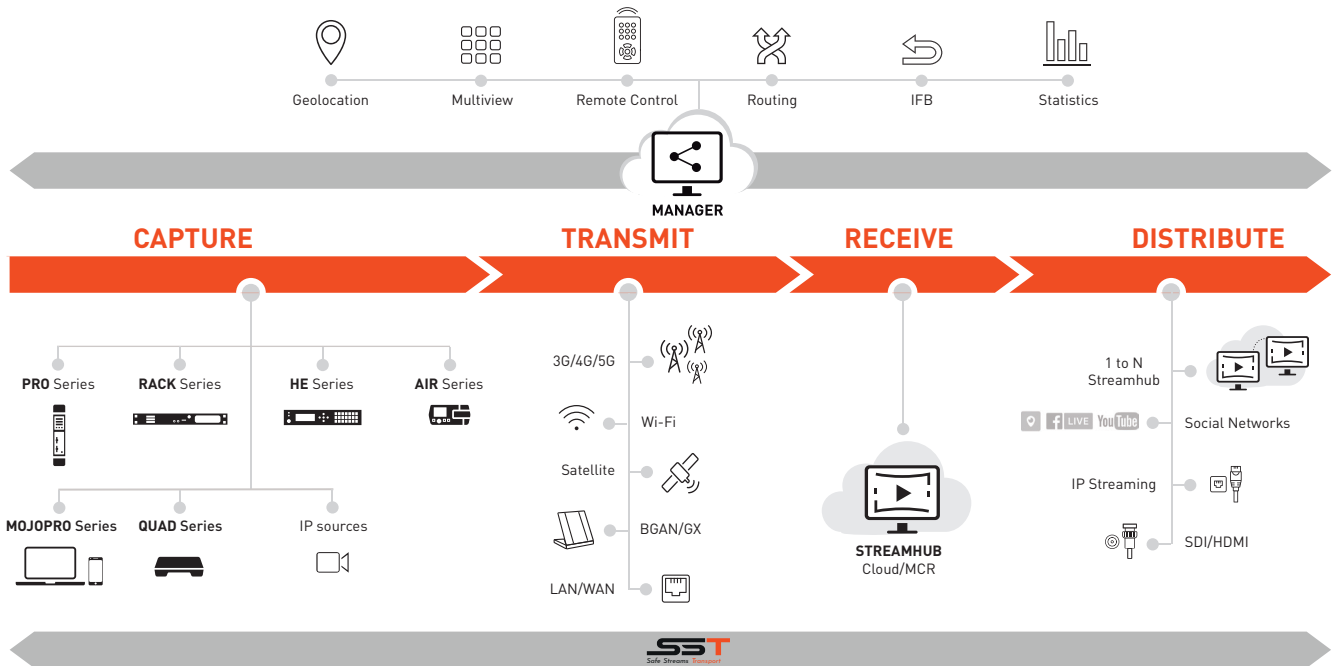 Geolocation
Multiview
Remote Control
Routing
IFB
Statistics
MANAGER
CAPTURE
TRANSMIT
RECEIVE
DISTRIBUTE
PRO Series
RACK Series
HE Series
AIR Series
MOJOPRO Series
QUAD Series
IP sources
3G/4G/5G
Wi-Fi
Satellite
BGAN/GX
LAN/WAN
STREAMHUB
Cloud/MCR
1 to N
Streamhub
f LIVE YouTube
Social Networks
IP Streaming
SDI/HDMI
SST
Safe Streams Transport